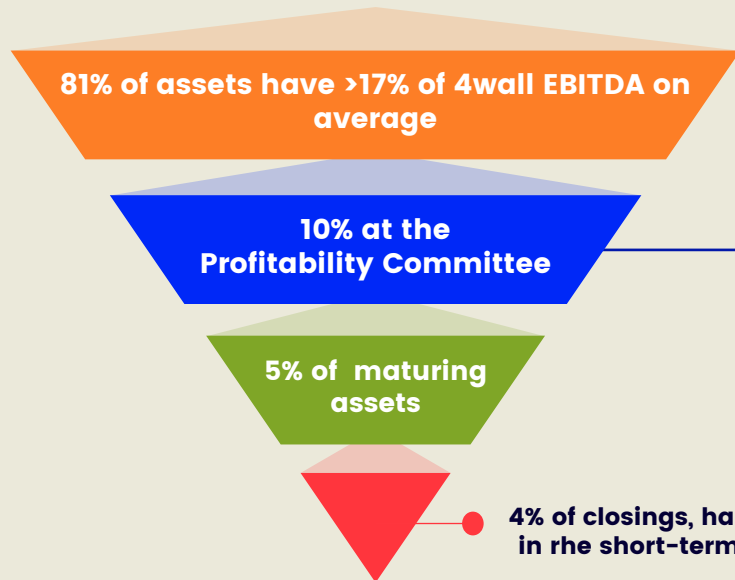 81% of assets have >17% of 4wall EBITDA on
average
10% at the
Profitability Committee
5% of maturing
assets
4% of closings, ha
in rhe short-term